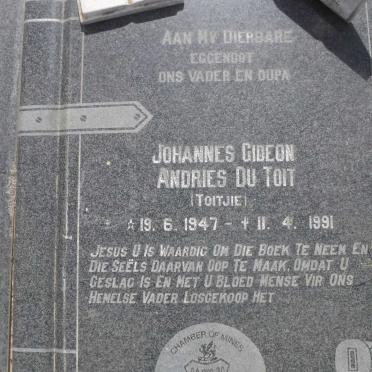 AAN MY DIERBARE
EGGENOOT
ONS VADER EN OUPA
JOHANNES GIDEON
ANDRIES DU TOIT
(TOITJIE)
☆ 19. 6. 1947 - ✝ 11. 4. 1991
JESUS U IS WAARDIG OM DIE BOEK TE NEEM EN
DIE SEËLS DAARVAN OOP TE MAAK, OMDAT U
GESLAG IS EN MET U BLOED MENSE VIR ONS
HEMELSE VADER LOSGEKOOP HET
CHAMBER OF MINES